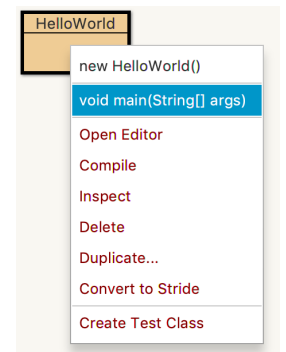 HelloWorld
new HelloWorld()
void main(String[] args)
Open Editor
Compile
Inspect
Delete
Duplicate...
Convert to Stride
Create Test Class